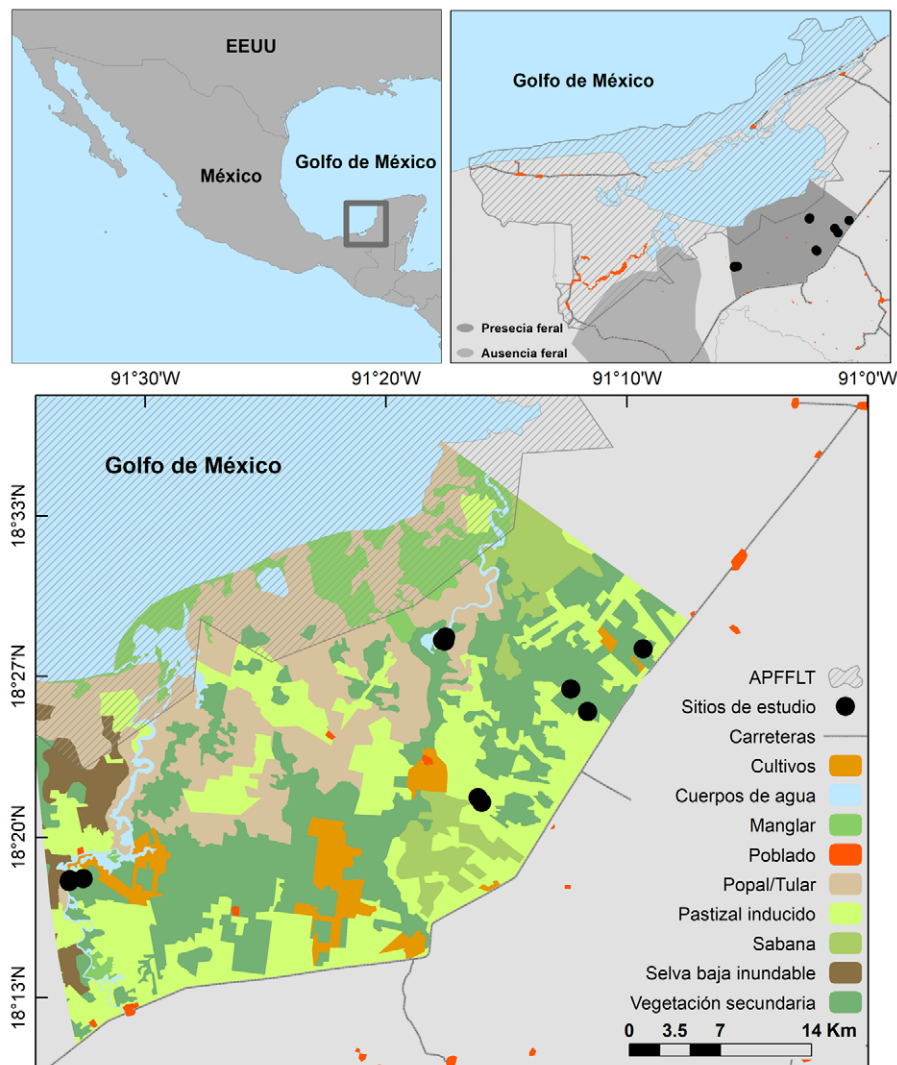 EEUU
México
Golfo de México
Golfo de México
Presecia feral
Ausencia feral
91°30'W
91°20'W
91°10'W
91°0'W
Golfo de México
18°33'N
18°27'N
18°20'N
18°13'N
APFFLT
Sitios de estudio
Carreteras
Cultivos
Cuerpos de agua
Manglar
Poblado
Popal/Tular
Pastizal inducido
Sabana
Selva baja inundable
Vegetación secundaria
0 3.5 7 14 Km